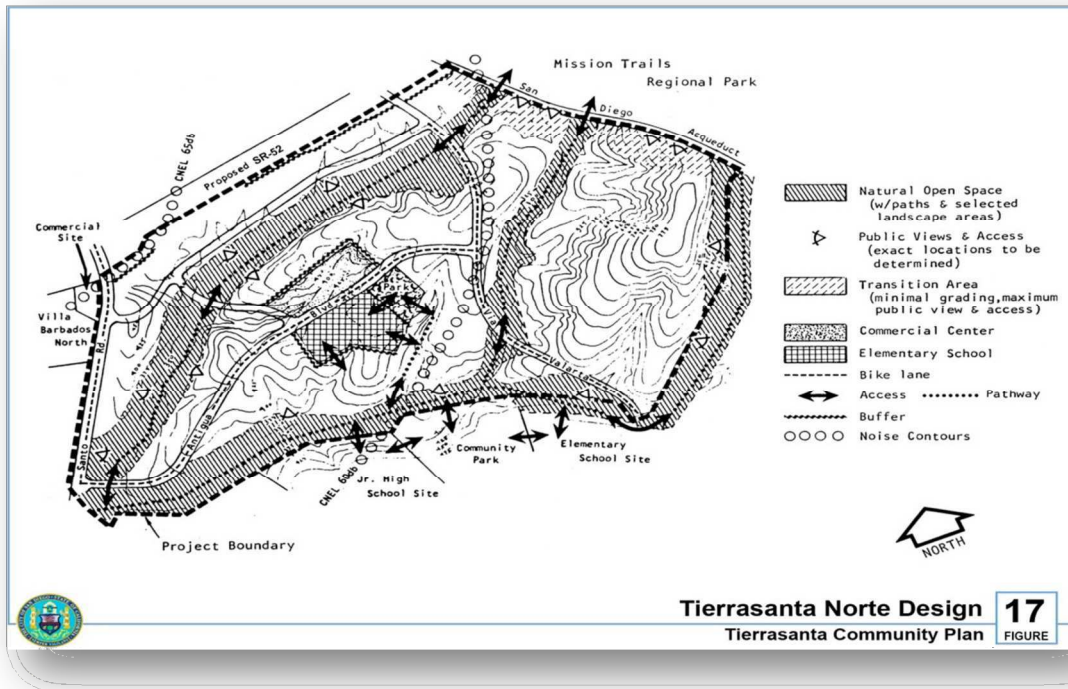 Mission Trails
Regional Park
San
Diego
Acqueduct
CNEL 65db
Proposed SR-52
Commercial
Site
Villa
Barbados
North
Santo
Rd.
Antigua
Blvd.
Park
Valarta
Community
Park
Elementary
School Site
Jr. High
School Site
CNEL 60db
Project Boundary
Natural Open Space
(w/paths & selected
landscape areas)
Public Views & Access
(exact locations to be
determined)
Transition Area
(minimal grading,maximum
public view & access)
Commercial Center
Elementary School
Bike lane
Access
Pathway
Buffer
Noise Contours
NORTH
Tierrasanta Norte Design
Tierrasanta Community Plan
17
FIGURE